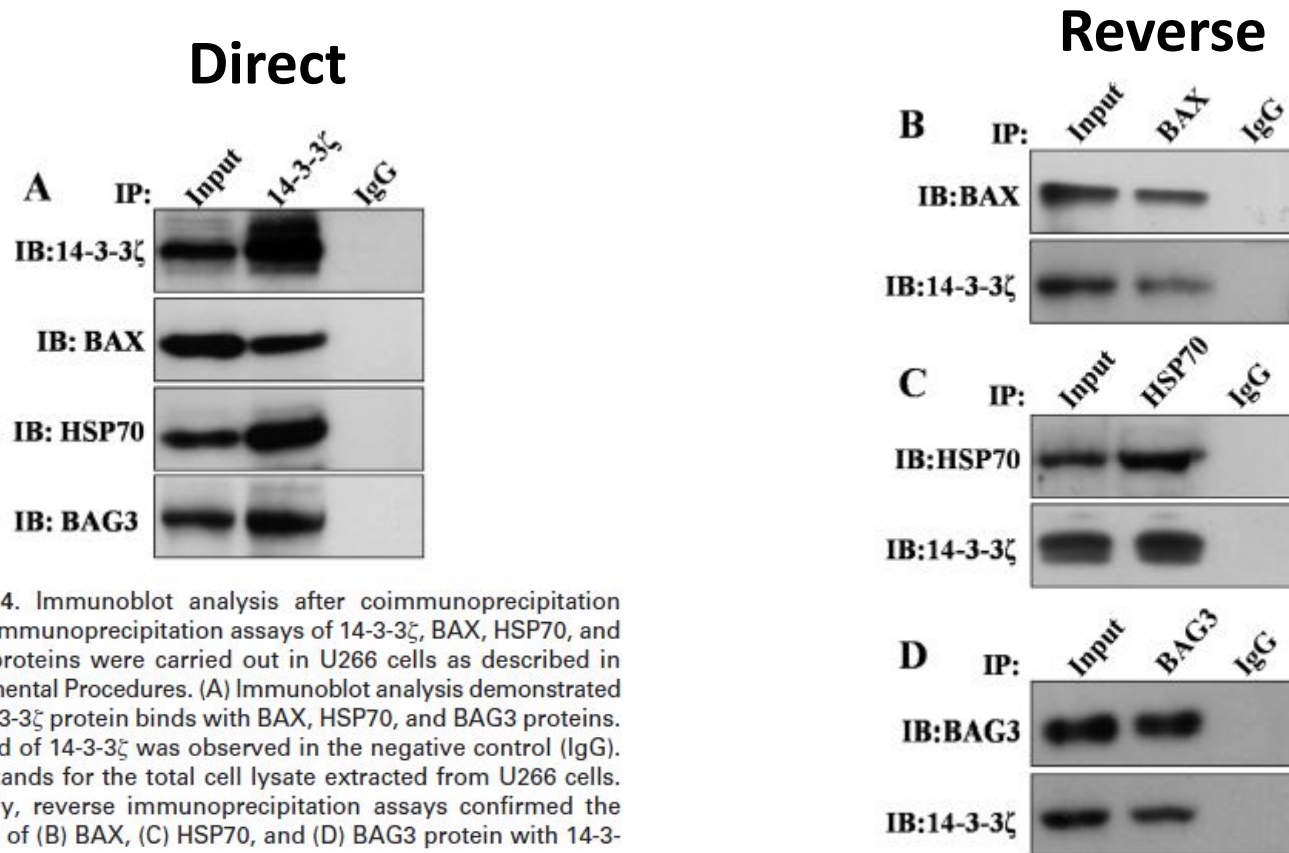 Direct
A IP: Input 14-3-3ζ IgG
IB:14-3-3ζ
IB: BAX
IB: HSP70
IB: BAG3
4. Immunoblot analysis after coimmunoprecipitation
mmunoprecipitation assays of 14-3-3ζ, BAX, HSP70, and
proteins were carried out in U266 cells as described in
nental Procedures. (A) Immunoblot analysis demonstrated
3-3ζ protein binds with BAX, HSP70, and BAG3 proteins.
d of 14-3-3ζ was observed in the negative control (IgG).
tands for the total cell lysate extracted from U266 cells.
y, reverse immunoprecipitation assays confirmed the
of (B) BAX, (C) HSP70, and (D) BAG3 protein with 14-3-
Reverse
B IP: Input BAX IgG
IB:BAX
IB:14-3-3ζ
C IP: Input HSP70 IgG
IB:HSP70
IB:14-3-3ζ
D IP: Input BAG3 IgG
IB:BAG3
IB:14-3-3ζ